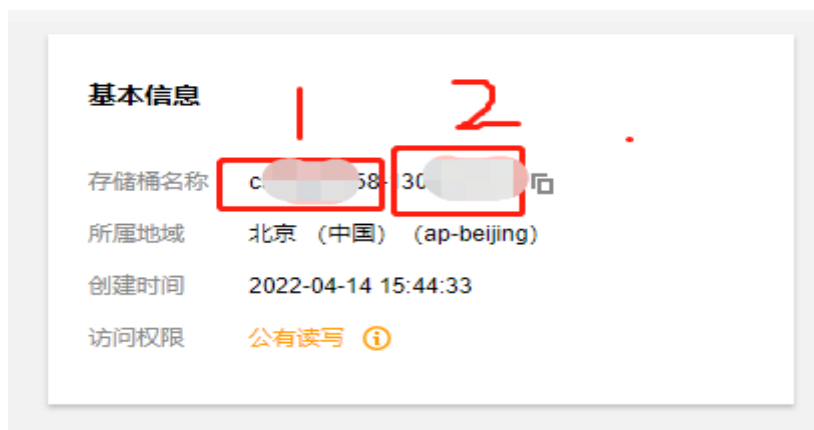 基本信息
1 2
存储桶名称 c 58- 130
所属地域 北京 （中国） （ap-beijing）
创建时间 2022-04-14 15:44:33
访问权限 公有读写